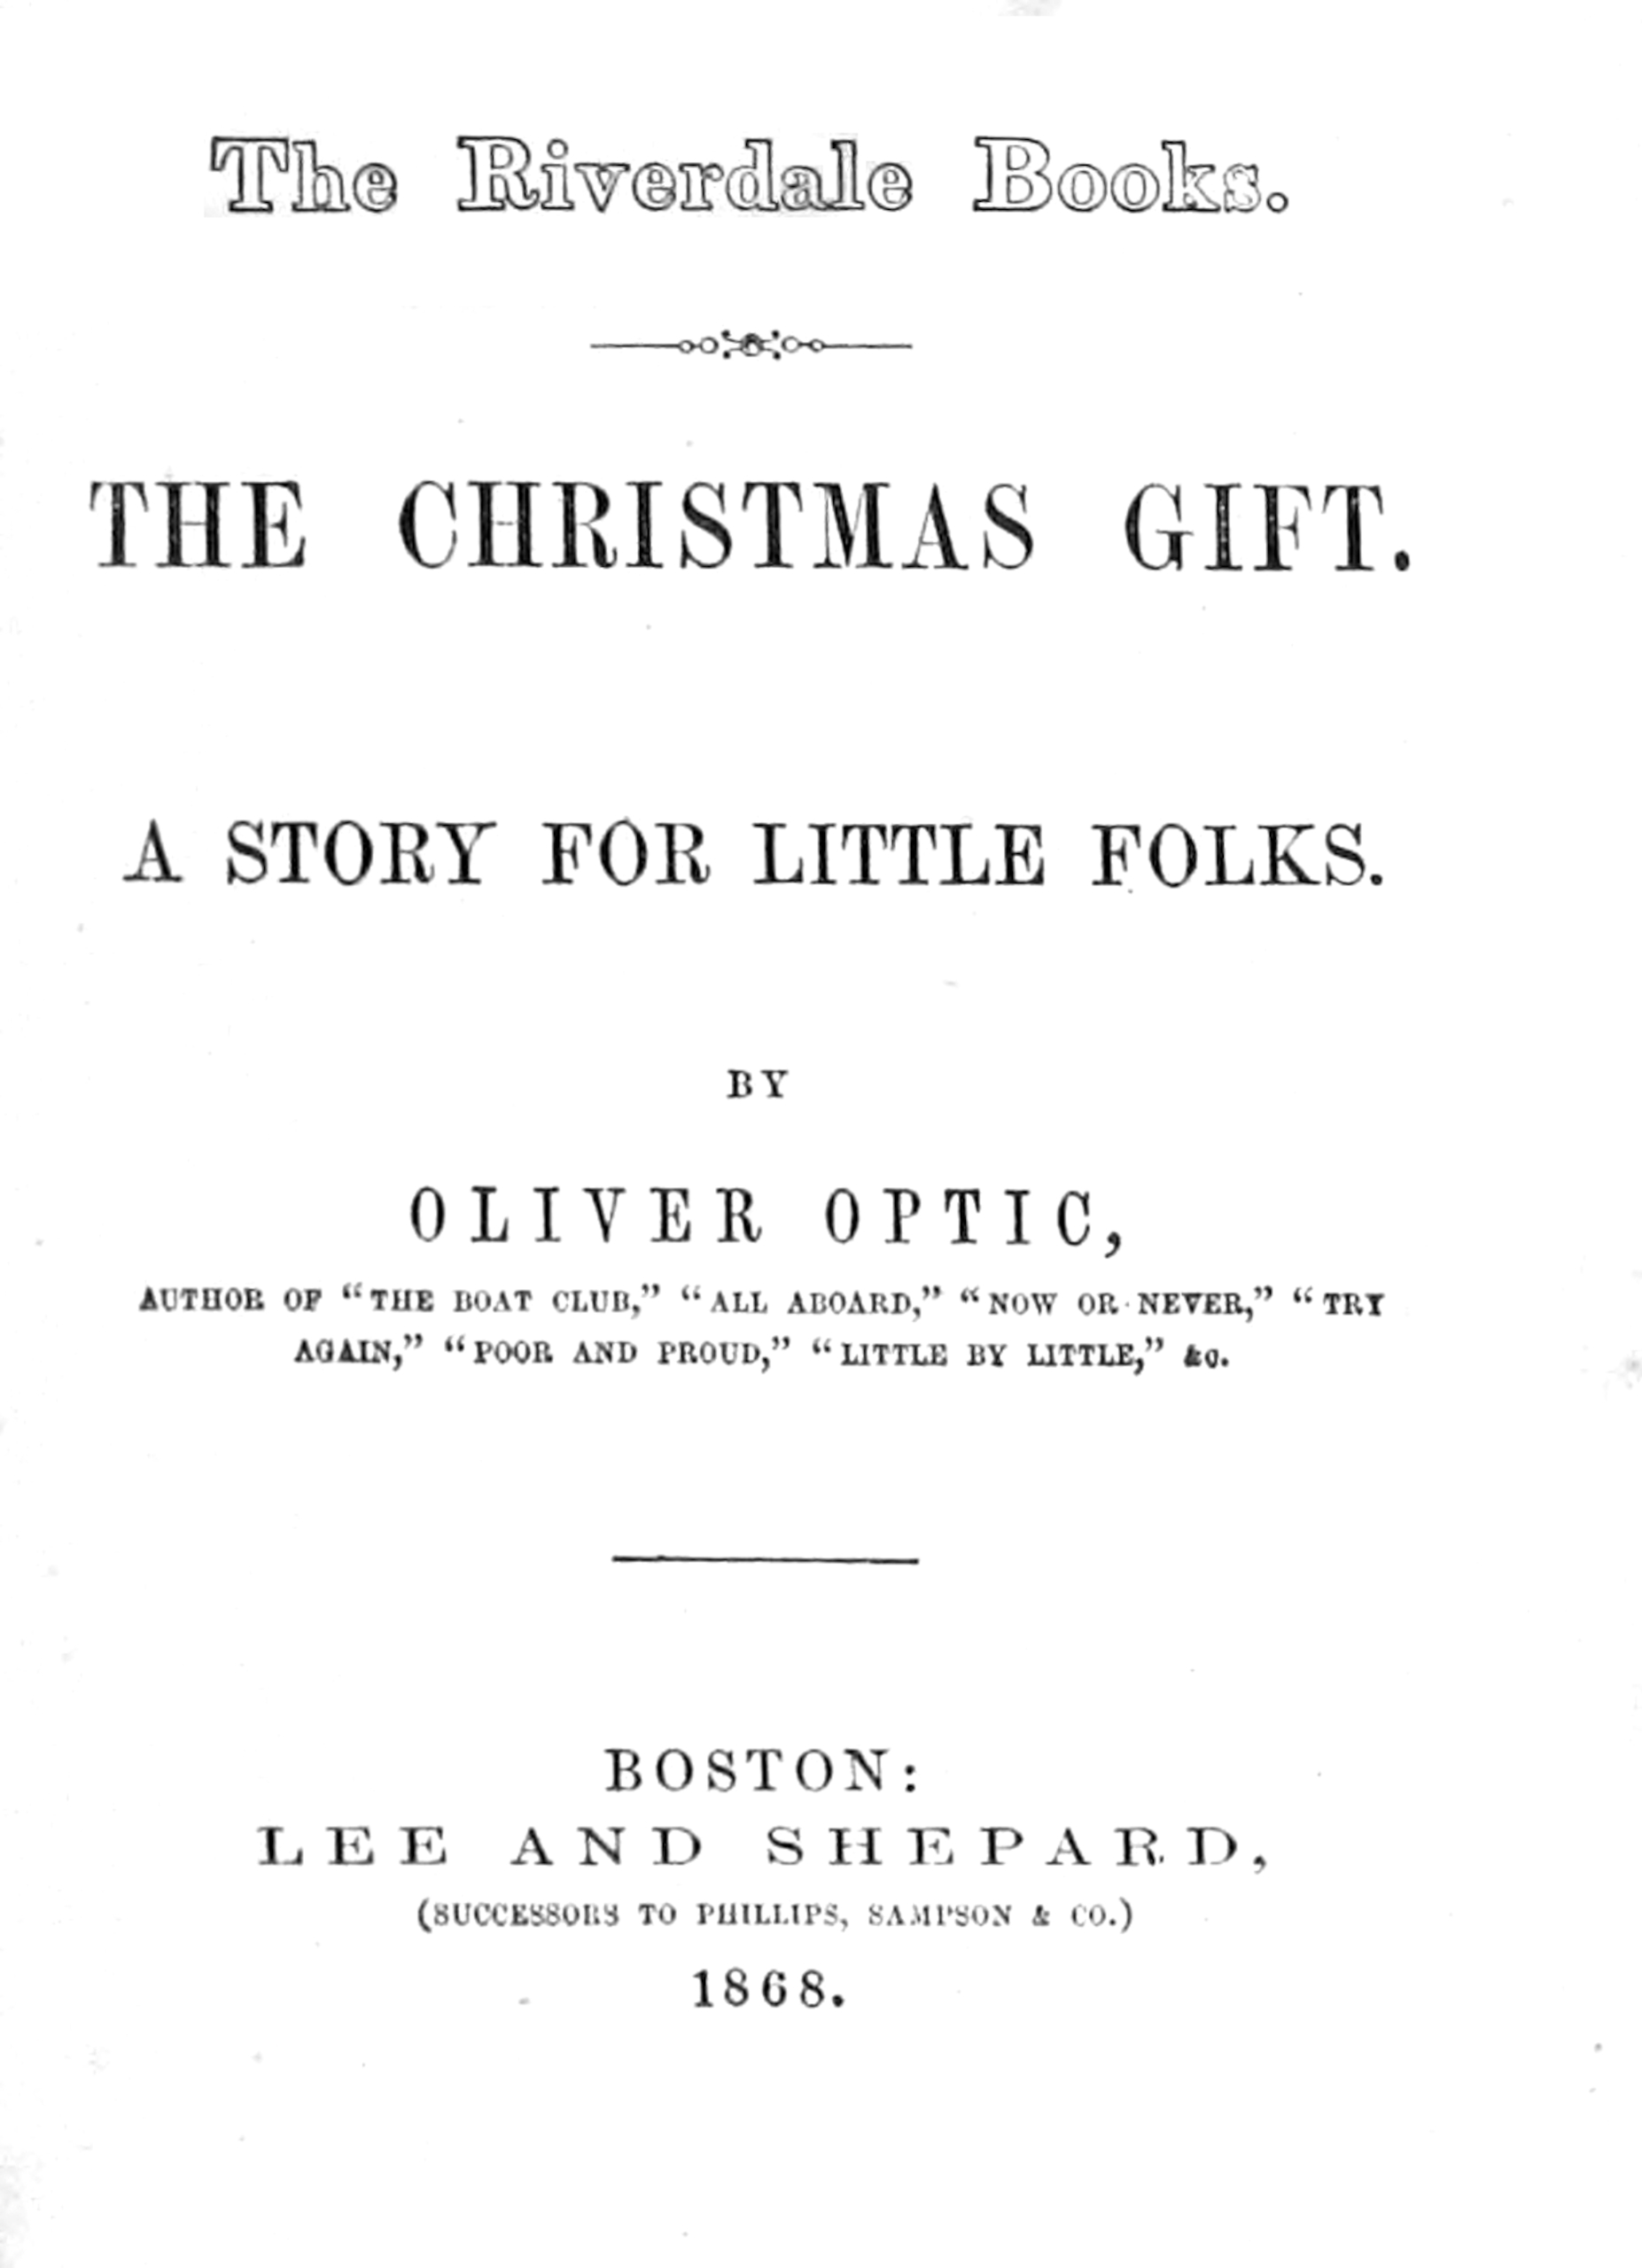 The Riverdale Books.
THE CHRISTMAS GIFT.
A STORY FOR LITTLE FOLKS.
BY
OLIVER OPTIC,
AUTHOR OF “THE BOAT CLUB,” “ALL ABOARD,” “NOW OR NEVER,” “TRY
AGAIN,” “POOR AND PROUD,” “LITTLE BY LITTLE,” &c.
BOSTON:
LEE AND SHEPARD,
(SUCCESSORS TO PHILLIPS, SAMPSON & CO.)
1868.